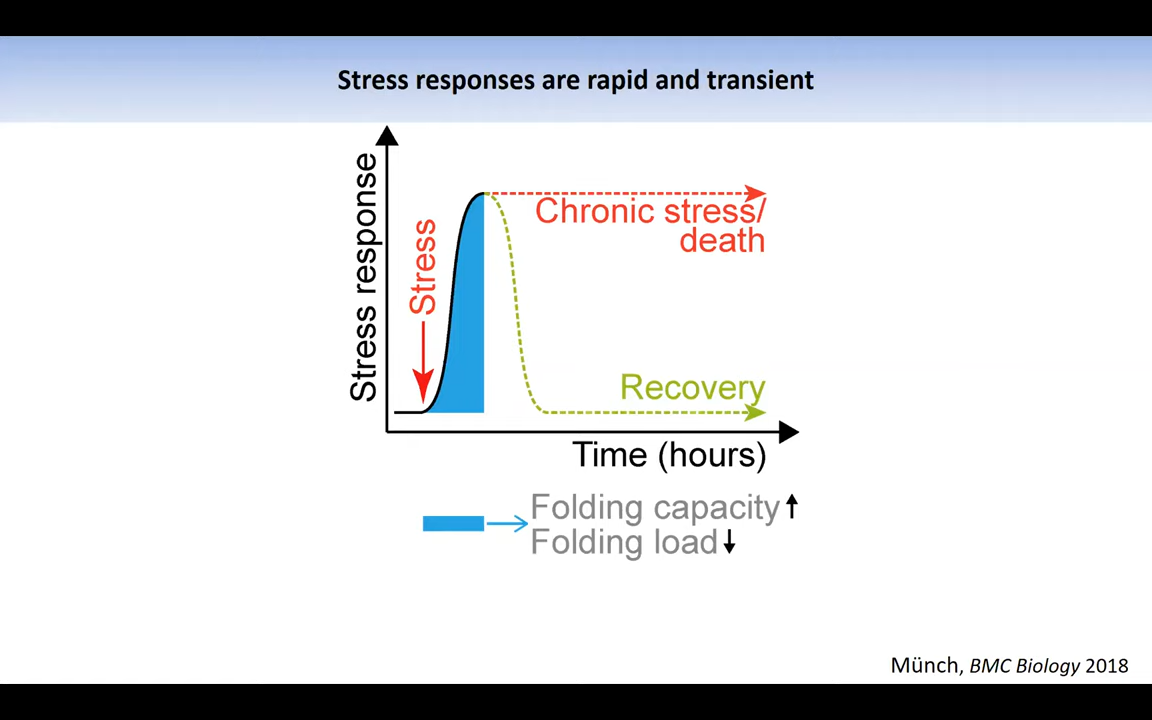 Stress responses are rapid and transient
Stress response
Stress
Chronic stress/
death
Recovery
Time (hours)
Folding capacity
Folding load
Münch, BMC Biology 2018